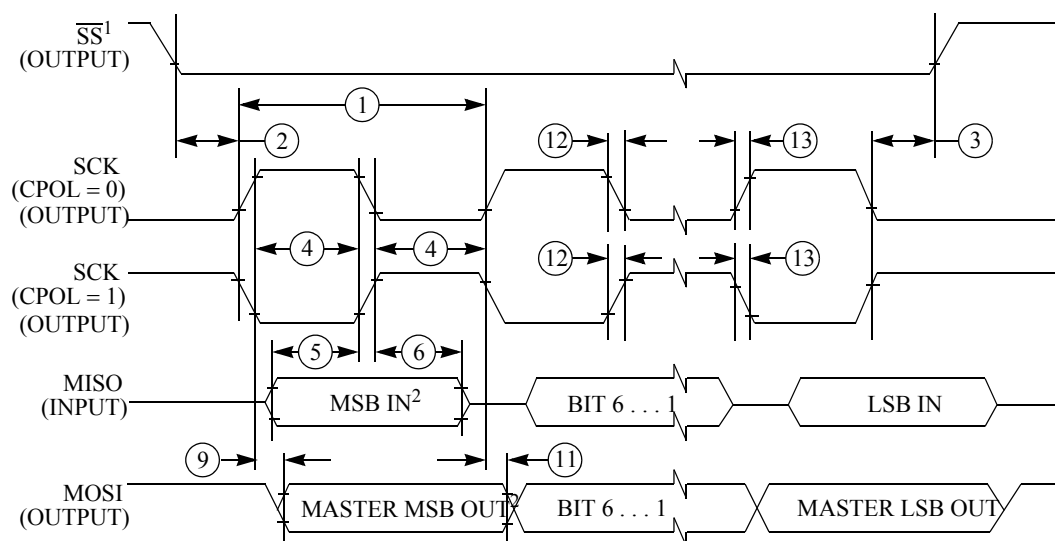 SS1
(OUTPUT)
1
2
12
13
3
SCK
(CPOL = 0)
(OUTPUT)
4
4
12
13
SCK
(CPOL = 1)
(OUTPUT)
5
6
MISO
(INPUT)
MSB IN2
BIT 6 . . . 1
LSB IN
9
11
MOSI
(OUTPUT)
MASTER MSB OUT2
BIT 6 . . . 1
MASTER LSB OUT